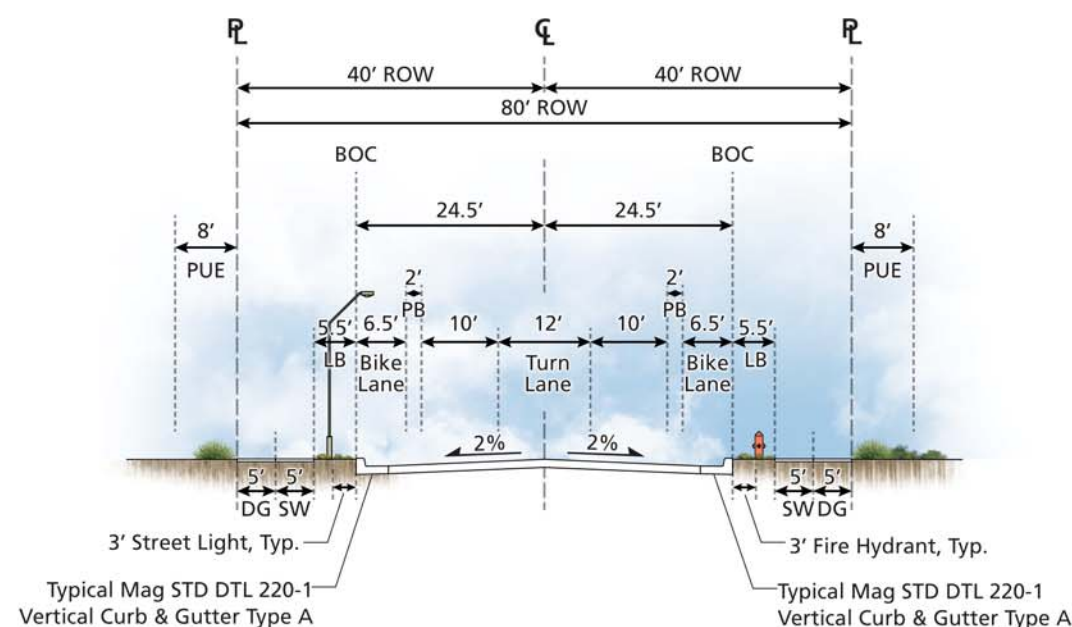 PL CL PL
40’ ROW 40’ ROW
80’ ROW
BOC BOC
24.5’ 24.5’
8’ 8’
PUE PUE
2’ 2’
PB PB
5.5’ 6.5’ 10’ 12’ 10’ 6.5’ 5.5’
LB Bike Turn Bike LB
Lane Lane Lane
2% 2%
5’ 5’ 5’ 5’
DG SW SW DG
3’ Street Light, Typ. 3’ Fire Hydrant, Typ.
Typical Mag STD DTL 220-1 Typical Mag STD DTL 220-1
Vertical Curb & Gutter Type A Vertical Curb & Gutter Type A